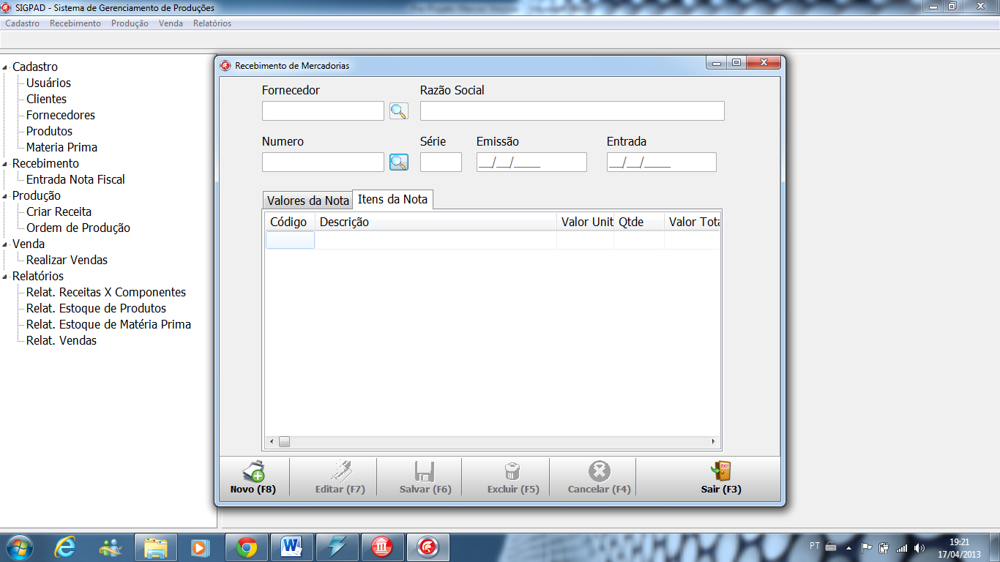 SIGPAD - Sistema de Gerenciamento de Produções
Cadastro Recebimento Produção Venda Relatórios
Cadastro
Usuários
Clientes
Fornecedores
Produtos
Materia Prima
Recebimento
Entrada Nota Fiscal
Produção
Criar Receita
Ordem de Produção
Venda
Realizar Vendas
Relatórios
Relat. Receitas X Componentes
Relat. Estoque de Produtos
Relat. Estoque de Matéria Prima
Relat. Vendas
Recebimento de Mercadorias
Fornecedor Razão Social
Numero Série Emissão Entrada
__/__/____ __/__/____
Valores da Nota Itens da Nota
Código Descrição Valor Unit Qtde Valor Tota
Novo (F8) Editar (F7) Salvar (F6) Excluir (F5) Cancelar (F4) Sair (F3)
PT 19:21
17/04/2013